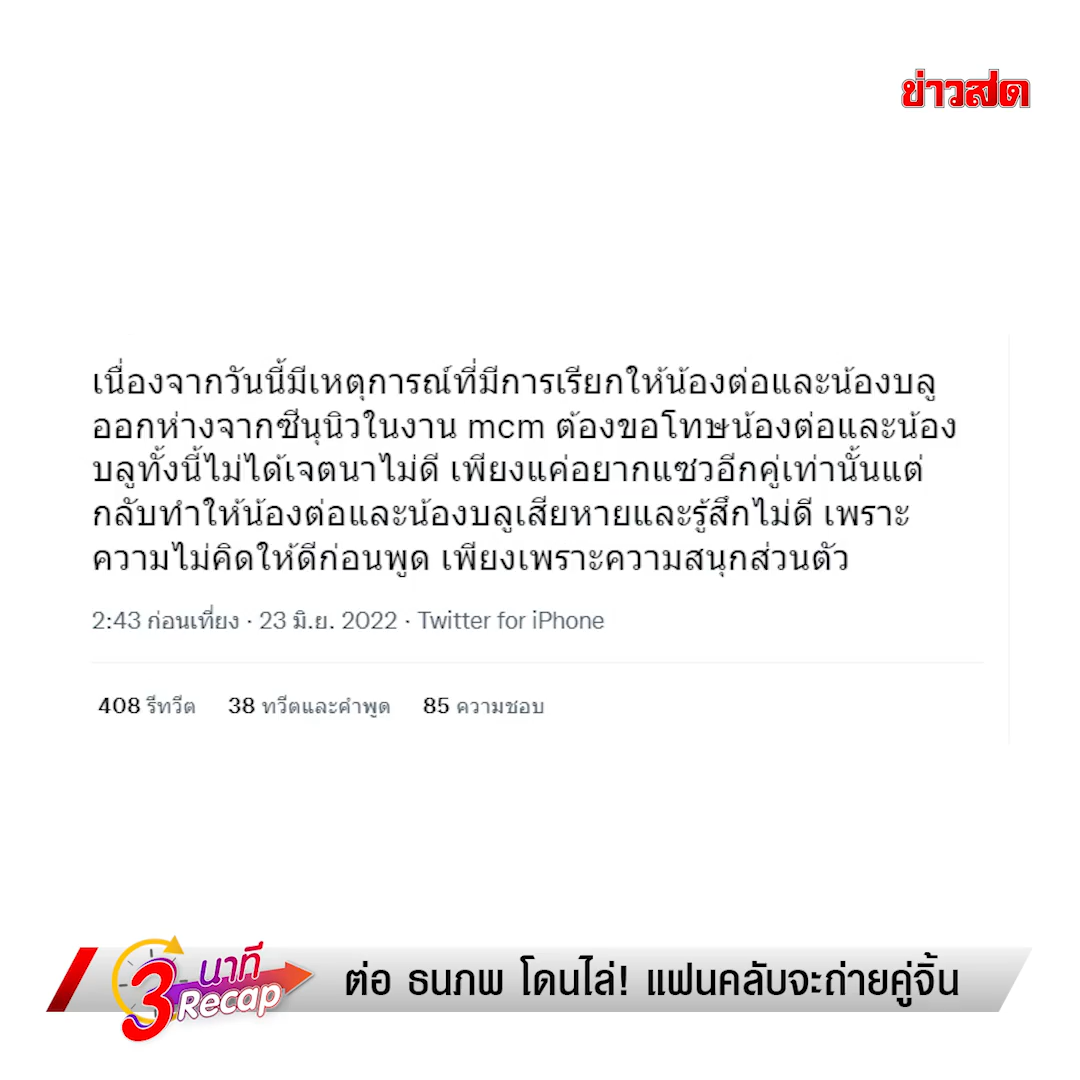 ข่าวสด
เนื่องจากวันนี้มีเหตุการณ์ที่มีการเรียกให้น้องต่อและน้องบลู
ออกห่างจากซีนุนิวในงาน mcm ต้องขอโทษน้องต่อและน้อง
บลูทั้งนี้ไม่ได้เจตนาไม่ดี เพียงแค่อยากแซวอีกคู่เท่านั้นแต่
กลับทำให้น้องต่อและน้องบลูเสียหายและรู้สึกไม่ดี เพราะ
ความไม่คิดให้ดีก่อนพูด เพียงเพราะความสนุกส่วนตัว
2:43 ก่อนเที่ยง · 23 มิ.ย. 2022 · Twitter for iPhone
408 รีทวีต 38 ทวีตและคำพูด 85 ความชอบ
3 นาที Recap
ต่อ ธนภพ โดนไล่! แฟนคลับจะถ่ายคู่จิ้น